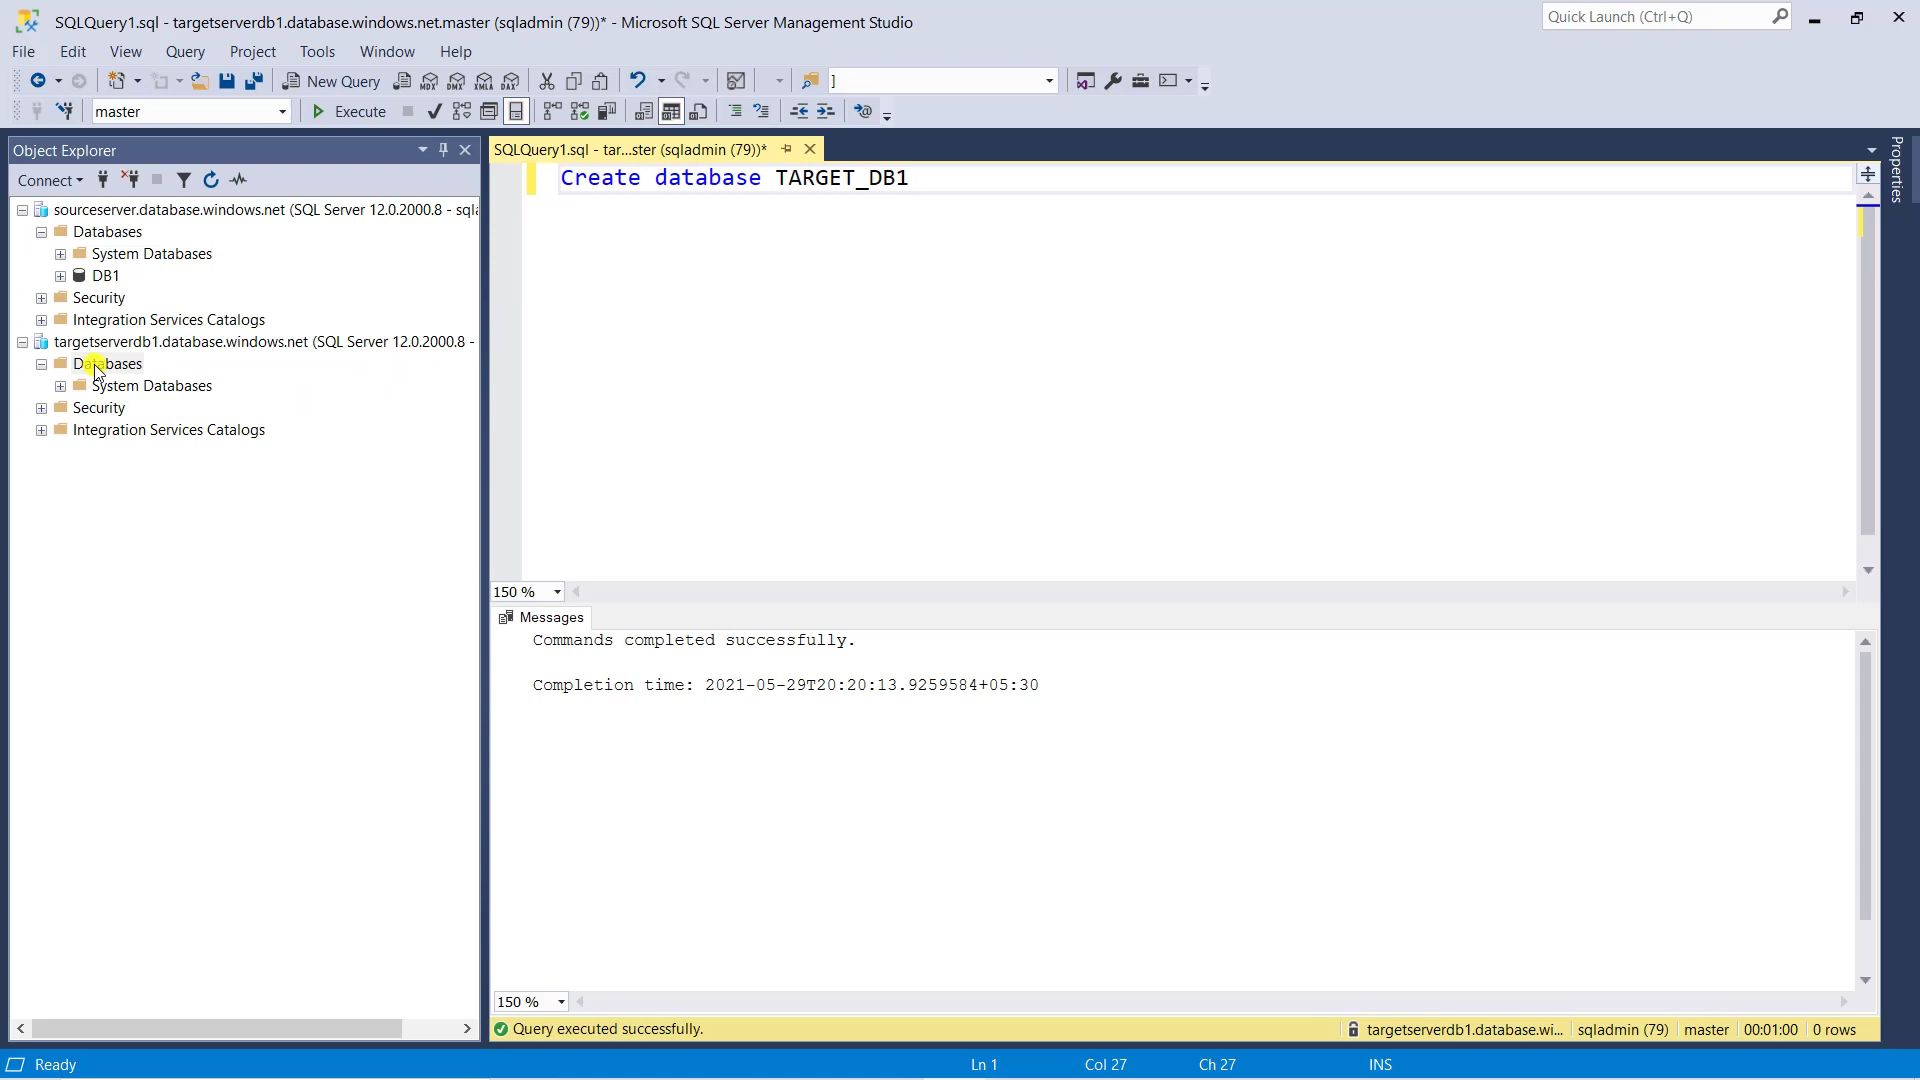 SQLQuery1.sql - targetserverdb1.database.windows.net.master (sqladmin (79))* - Microsoft SQL Server Management Studio
Quick Launch (Ctrl+Q)
File Edit View Query Project Tools Window Help
New Query
MDX DMX XMLA DAX
]
master
Execute
Object Explorer
SQLQuery1.sql - tar...ster (sqladmin (79))*
Properties
Connect
Create database TARGET_DB1
sourceserver.database.windows.net (SQL Server 12.0.2000.8 - sqla
Databases
System Databases
DB1
Security
Integration Services Catalogs
targetserverdb1.database.windows.net (SQL Server 12.0.2000.8 -
Databases
System Databases
Security
Integration Services Catalogs
150 %
Messages
Commands completed successfully.
Completion time: 2021-05-29T20:20:13.9259584+05:30
150 %
Query executed successfully.
targetserverdb1.database.wi... sqladmin (79) master 00:01:00 0 rows
Ready
Ln 1 Col 27 Ch 27 INS